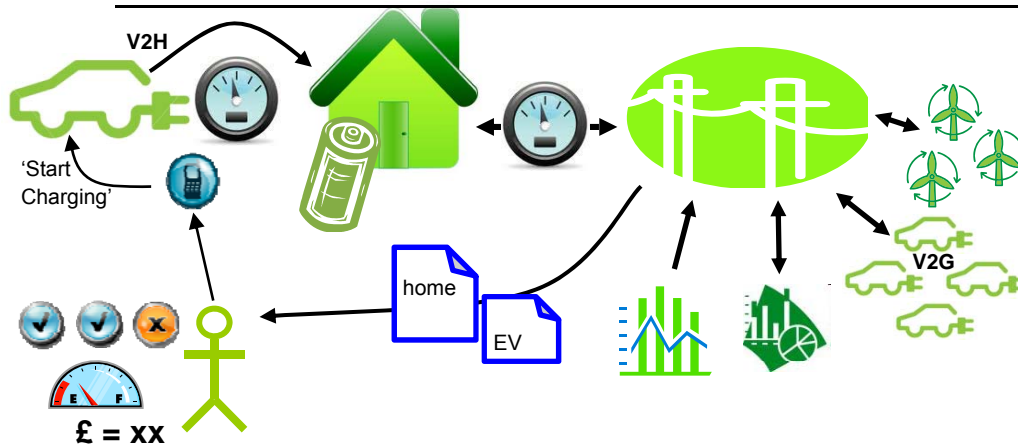 V2H
‘Start
Charging’
home
EV
V2G
E F
£ = xx